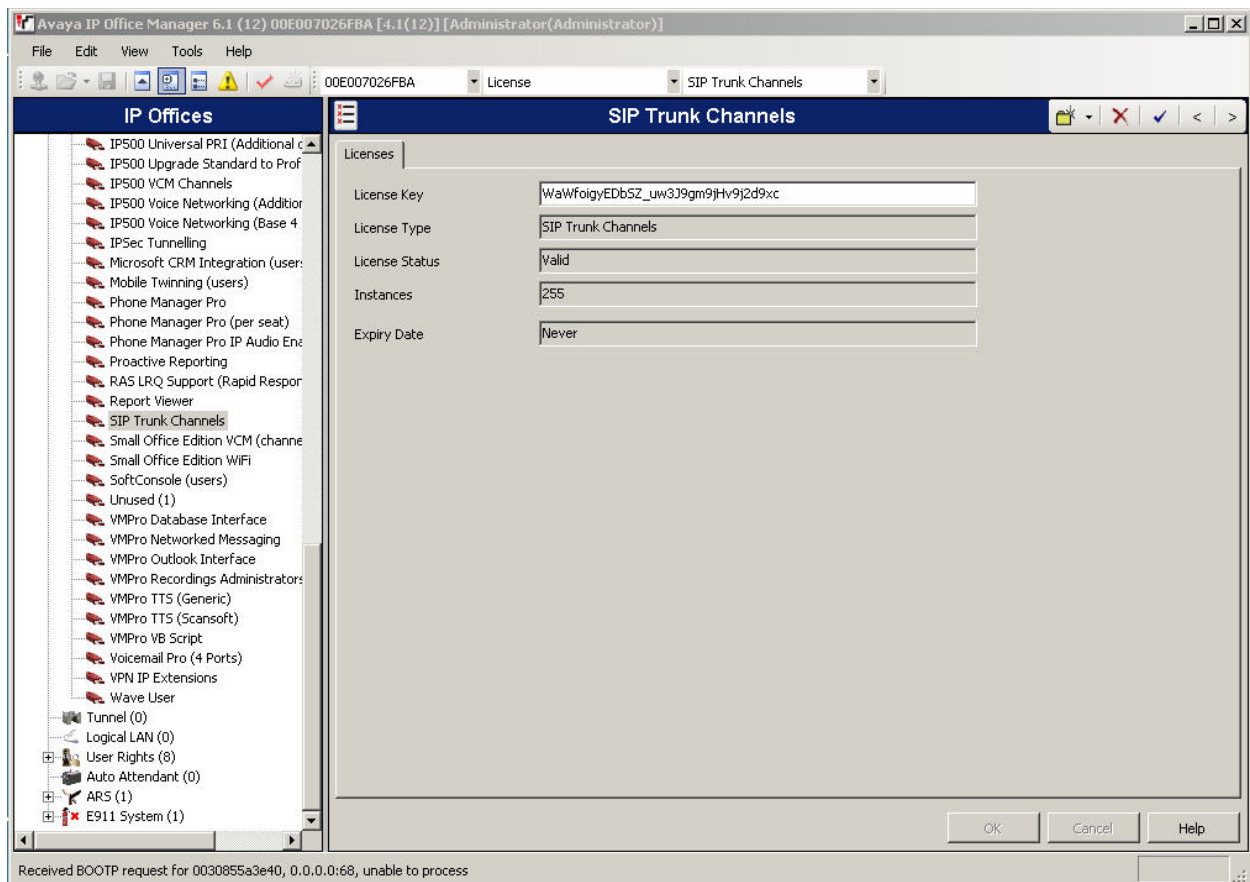 Avaya IP Office Manager 6.1 (12) 00E007026FBA [4.1(12)] [Administrator(Administrator)]
File Edit View Tools Help
00E007026FBA License SIP Trunk Channels
IP Offices
SIP Trunk Channels
IP500 Universal PRI (Additional c
IP500 Upgrade Standard to Prof
IP500 VCM Channels
IP500 Voice Networking (Addition
IP500 Voice Networking (Base 4
IPSec Tunnelling
Microsoft CRM Integration (users
Mobile Twinning (users)
Phone Manager Pro
Phone Manager Pro (per seat)
Phone Manager Pro IP Audio Ena
Proactive Reporting
RAS LRQ Support (Rapid Respon
Report Viewer
SIP Trunk Channels
Small Office Edition VCM (channe
Small Office Edition WiFi
SoftConsole (users)
Unused (1)
VMPro Database Interface
VMPro Networked Messaging
VMPro Outlook Interface
VMPro Recordings Administrators
VMPro TTS (Generic)
VMPro TTS (Scansoft)
VMPro VB Script
Voicemail Pro (4 Ports)
VPN IP Extensions
Wave User
Tunnel (0)
Logical LAN (0)
User Rights (8)
Auto Attendant (0)
ARS (1)
E911 System (1)
Licenses
License Key WaWfoigyEDbSZ_uw3J9gm9jHv9j2d9xc
License Type SIP Trunk Channels
License Status Valid
Instances 255
Expiry Date Never
OK Cancel Help
Received BOOTP request for 0030855a3e40, 0.0.0.0:68, unable to process